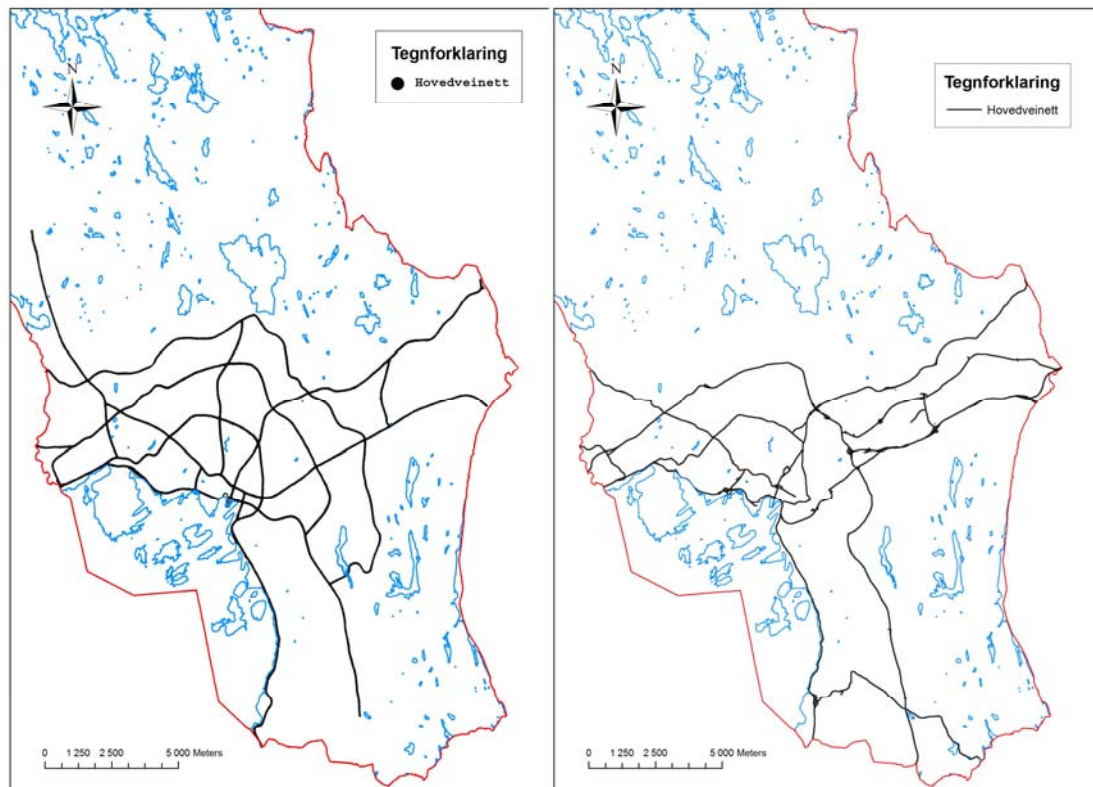 Tegnforklaring
Hovedveinett
N
0 1 250 2 500 5 000 Meters
Tegnforklaring
Hovedveinett
N
0 1 250 2 500 5 000 Meters